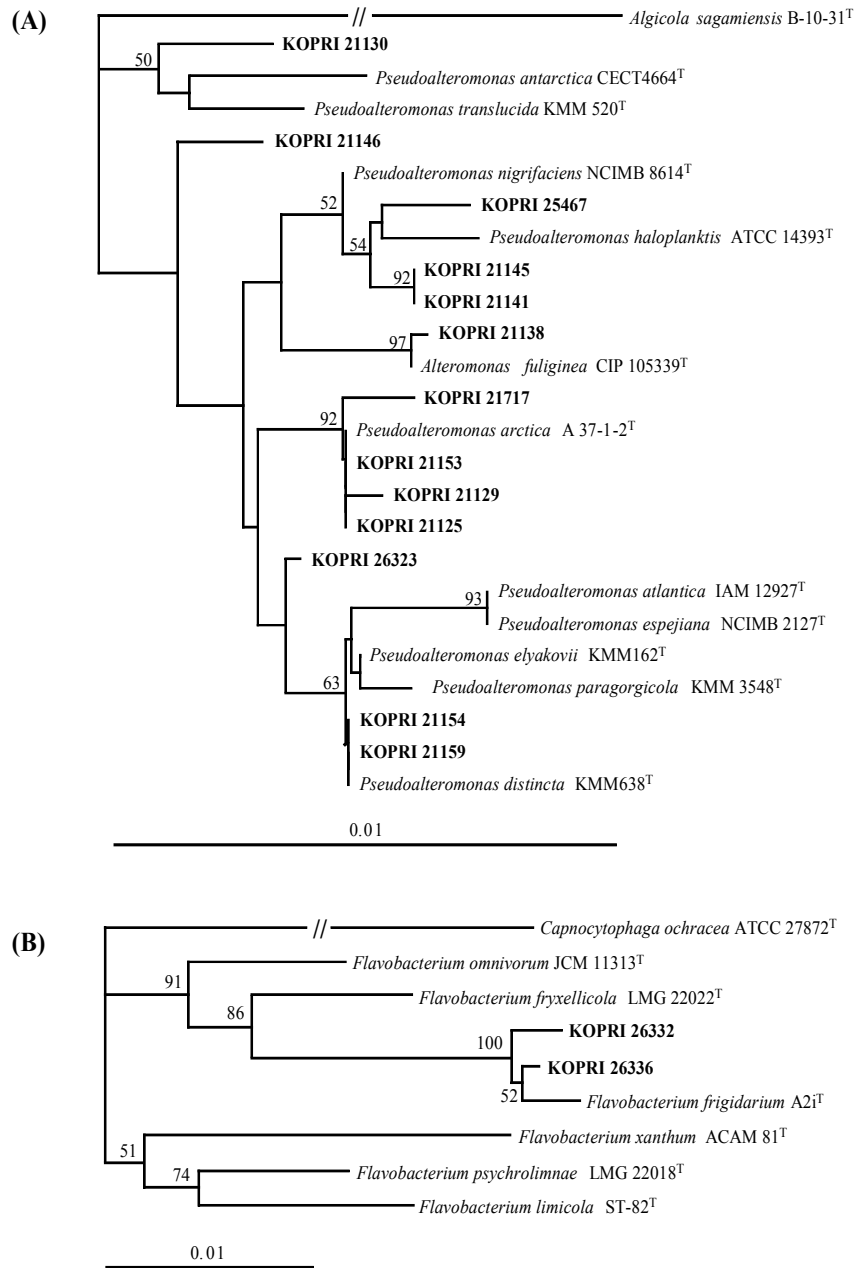 (A)
// Algicola sagamiensis B-10-31T
KOPRI 21130
50
Pseudoalteromonas antarctica CECT4664T
Pseudoalteromonas translucida KMM 520T
KOPRI 21146
Pseudoalteromonas nigrifaciens NCIMB 8614T
52 KOPRI 25467
54 Pseudoalteromonas haloplanktis ATCC 14393T
92 KOPRI 21145
KOPRI 21141
KOPRI 21138
97
Alteromonas fuliginea CIP 105339T
KOPRI 21717
92
Pseudoalteromonas arctica A 37-1-2T
KOPRI 21153
KOPRI 21129
KOPRI 21125
KOPRI 26323
Pseudoalteromonas atlantica IAM 12927T
93
Pseudoalteromonas espejiana NCIMB 2127T
Pseudoalteromonas elyakovii KMM162T
63 Pseudoalteromonas paragorgicola KMM 3548T
KOPRI 21154
KOPRI 21159
Pseudoalteromonas distincta KMM638T
0.01
(B)
// Capnocytophaga ochracea ATCC 27872T
Flavobacterium omnivorum JCM 11313T
91
Flavobacterium fryxellicola LMG 22022T
86
KOPRI 26332
100
KOPRI 26336
52 Flavobacterium frigidarium A2iT
Flavobacterium xanthum ACAM 81T
51
74 Flavobacterium psychrolimnae LMG 22018T
Flavobacterium limicola ST-82T
0.01